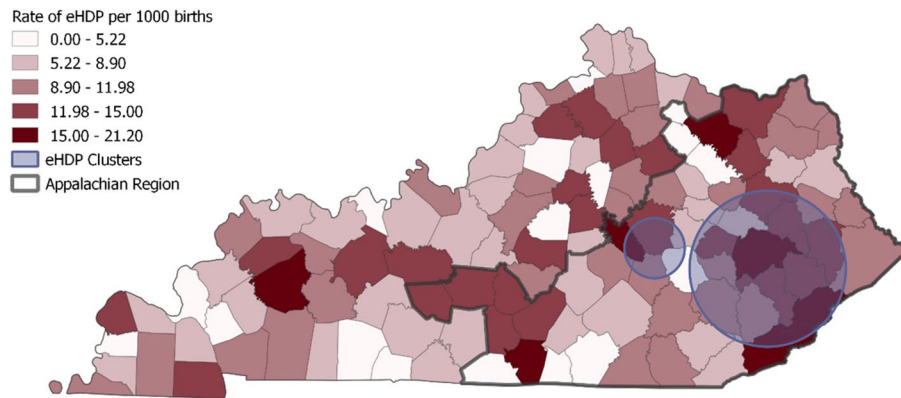 Rate of eHDP per 1000 births
0.00 - 5.22
5.22 - 8.90
8.90 - 11.98
11.98 - 15.00
15.00 - 21.20
eHDP Clusters
Appalachian Region